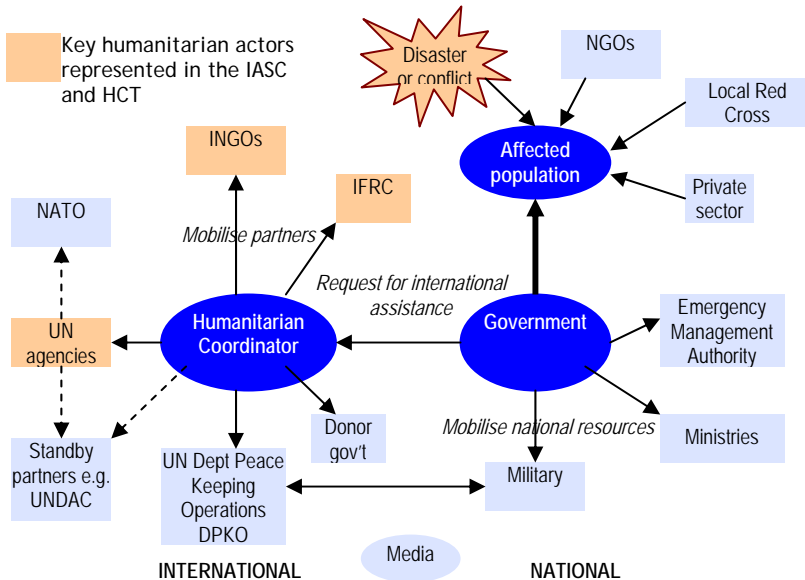 Key humanitarian actors
represented in the IASC
and HCT
Disaster
or conflict
NGOs
Local Red
Cross
Affected
population
Private
sector
INGOs
IFRC
NATO
Mobilise partners
Request for international
assistance
UN
agencies
Humanitarian
Coordinator
Government
Emergency
Management
Authority
Mobilise national resources
Ministries
Standby
partners e.g.
UNDAC
UN Dept Peace
Keeping
Operations
DPKO
Donor
gov't
Military
Media
INTERNATIONAL
NATIONAL